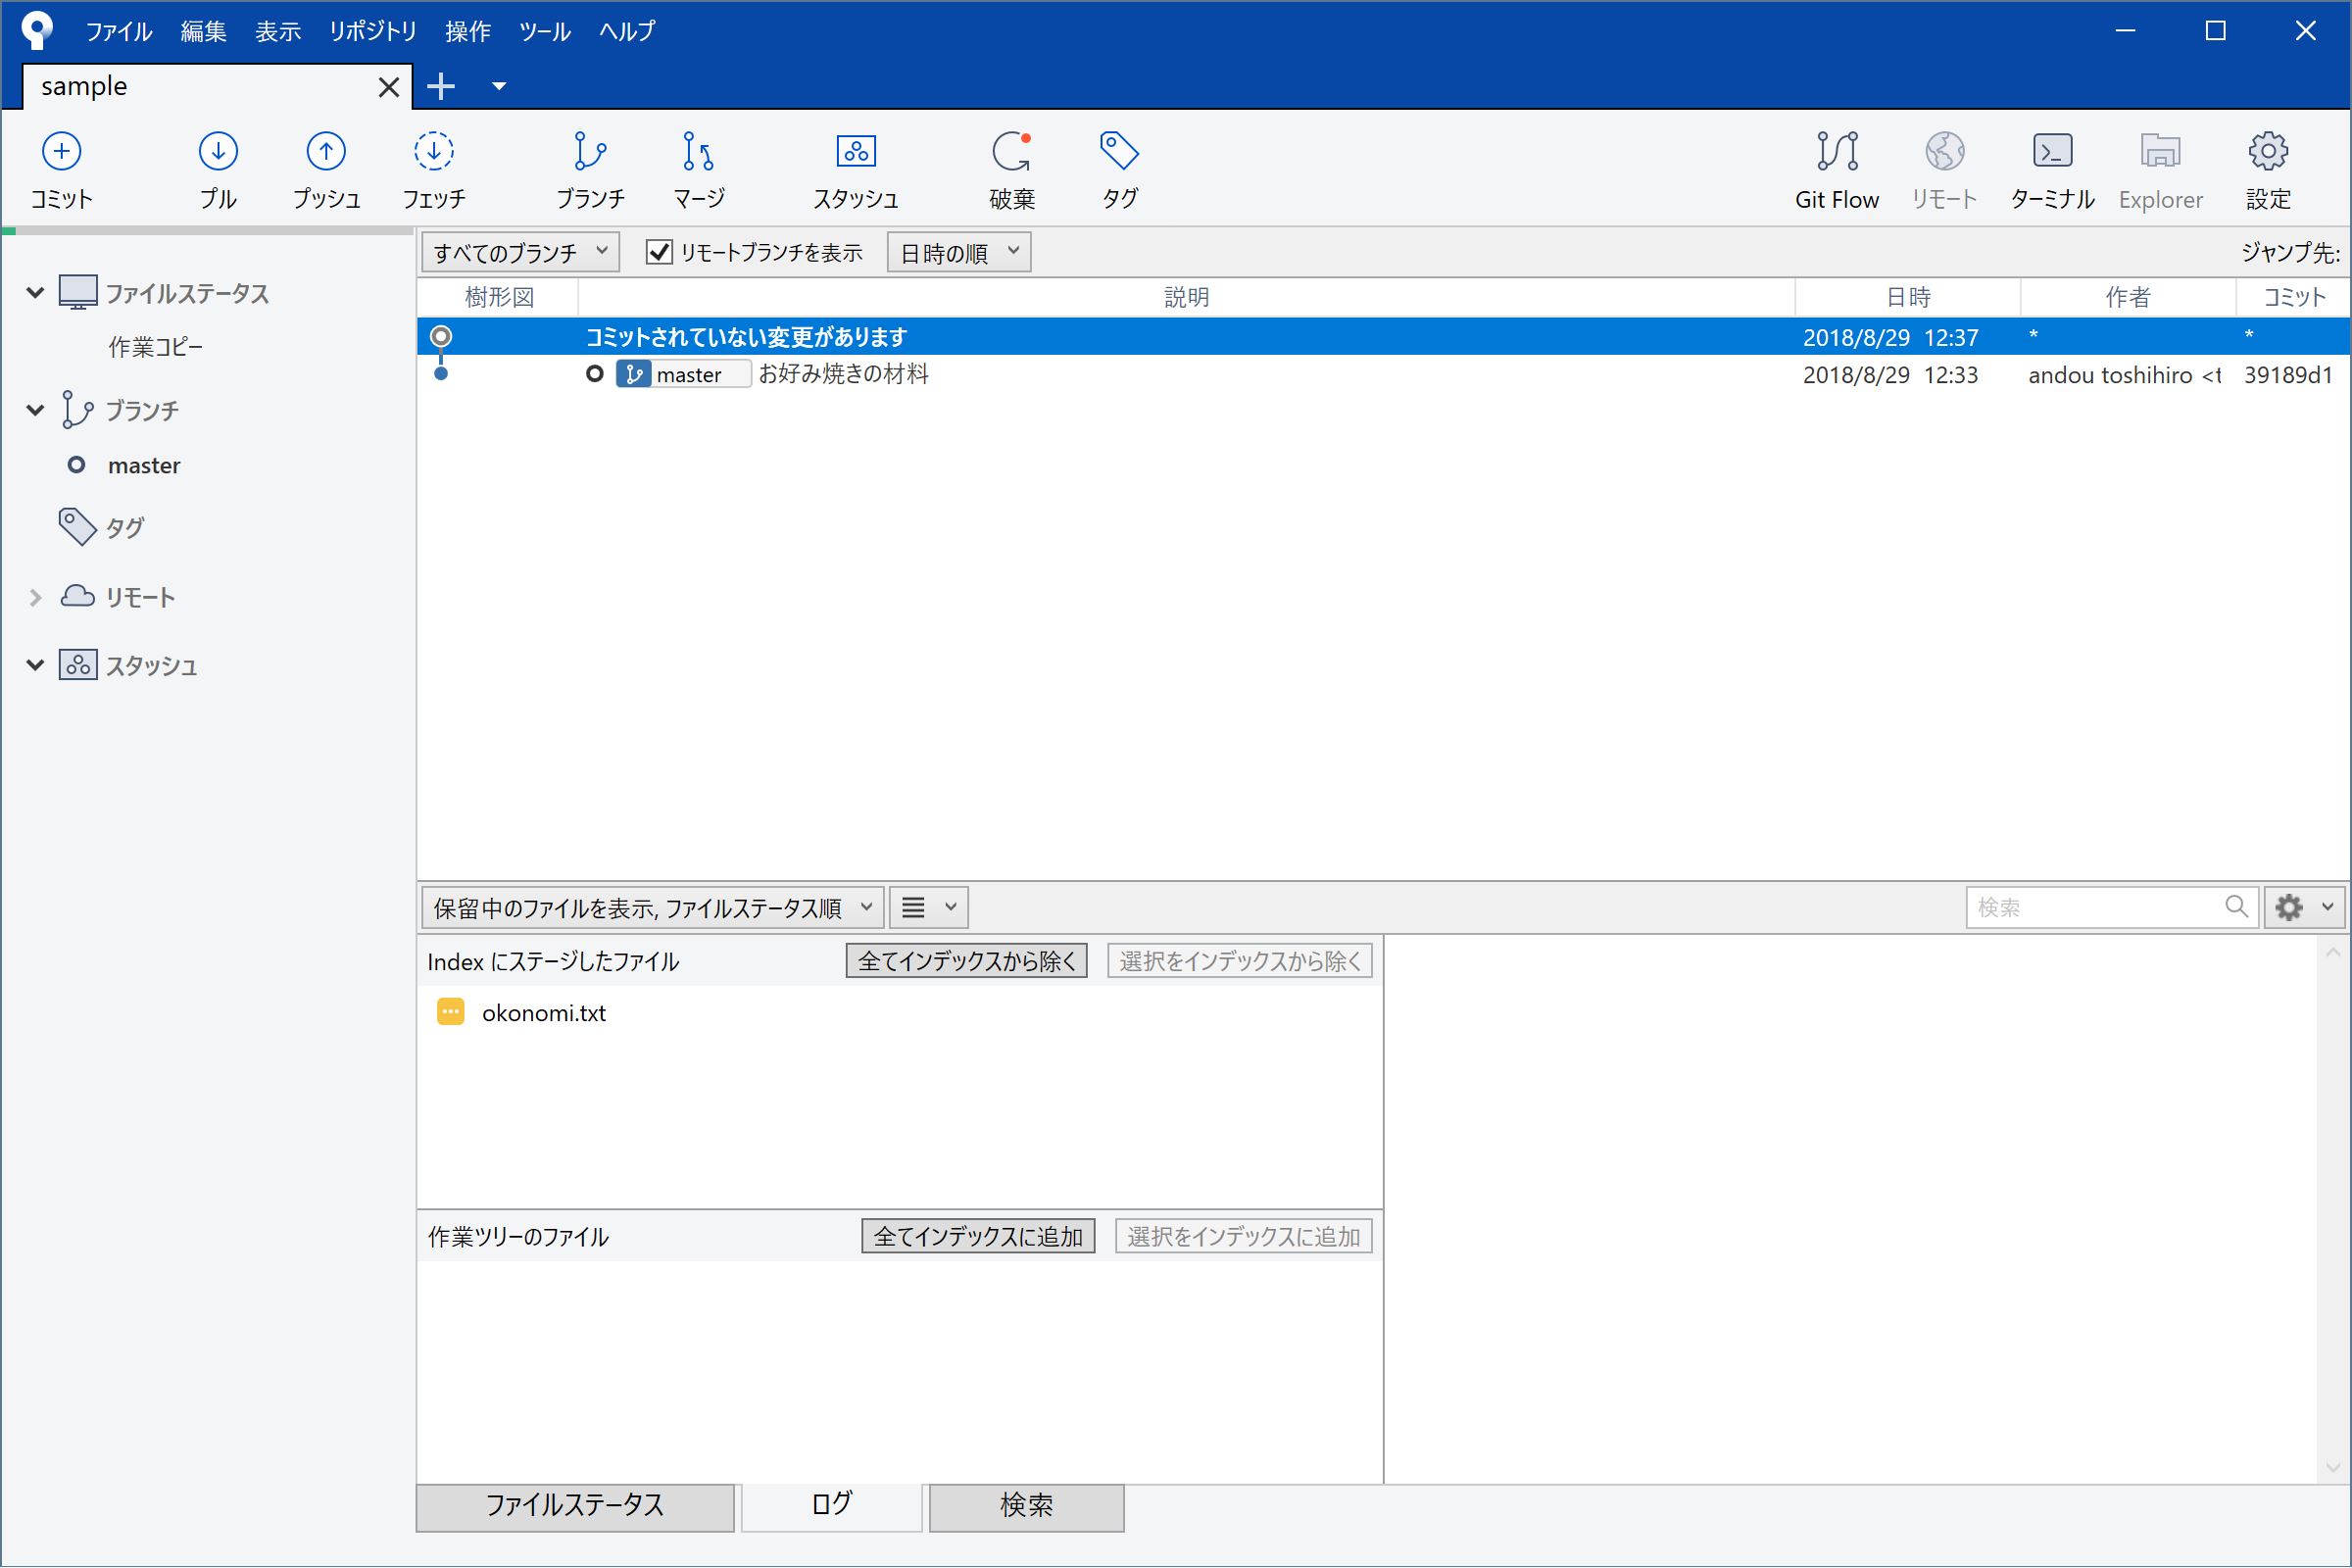 ファイル 編集 表示 リポジトリ 操作 ツール ヘルプ
sample
コミット プル プッシュ フェッチ ブランチ マージ スタッシュ 破棄 タグ Git Flow リモート ターミナル Explorer 設定
すべてのブランチ リモートブランチを表示 日時の順 ジャンプ先:
樹形図 説明 日時 作者 コミット
コミットされていない変更があります 2018/8/29 12:37 * *
master お好み焼きの材料 2018/8/29 12:33 andou toshihiro <t 39189d1
ファイルステータス
作業コピー
ブランチ
master
タグ
リモート
スタッシュ
保留中のファイルを表示, ファイルステータス順 検索
Index にステージしたファイル 全てインデックスから除く 選択をインデックスから除く
okonomi.txt
作業ツリーのファイル 全てインデックスに追加 選択をインデックスに追加
ファイルステータス ログ 検索